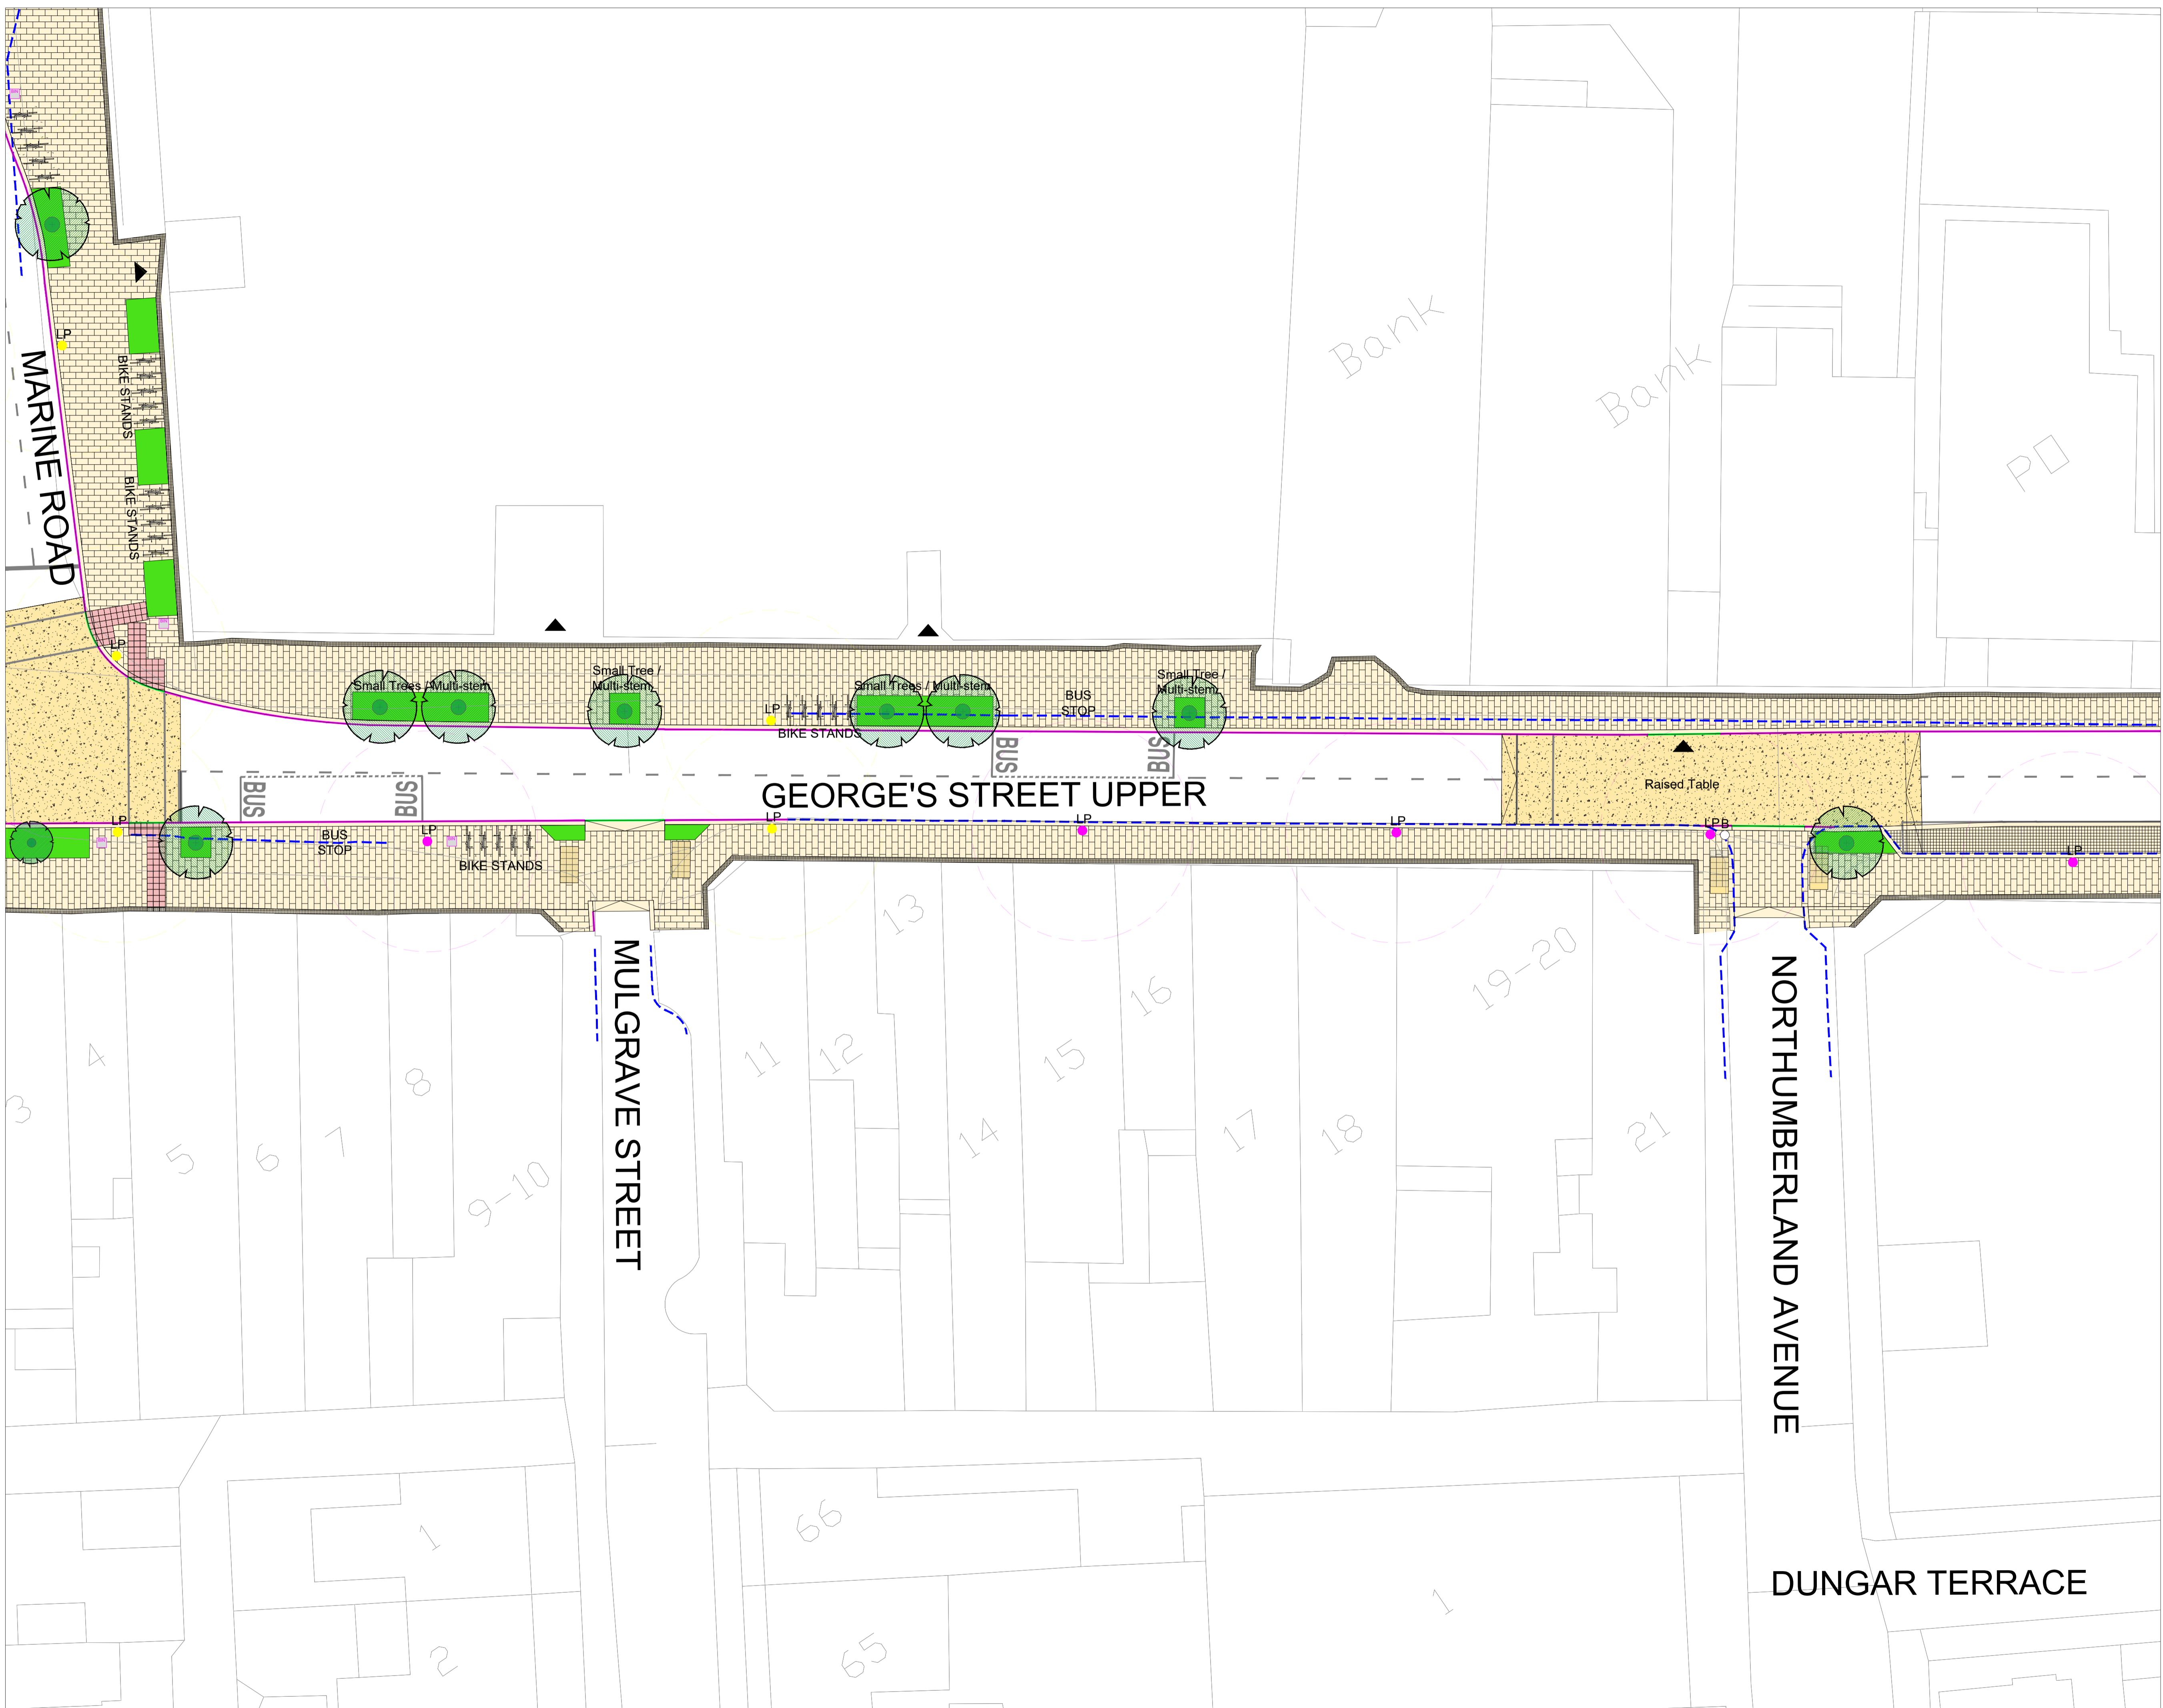 Bank
Bank
PO
LP
BIKE STANDS
MARINE ROAD
BIKE STANDS
LP
Small Trees / Multi-stem
Small Tree /
Multi-stem
LP
BIKE STANDS
Small Trees / Multi-stem
BUS
STOP
Small Tree /
Multi-stem
BUS
BUS
BUS
BUS
GEORGE'S STREET UPPER
Raised Table
LP
BUS
STOP
LP
BIKE STANDS
LP
LP
LP
LPB
LP
3
4
5
6
7
8
9-10
MULGRAVE STREET
11
12
13
14
15
16
17
18
19-20
21
NORTHUMBERLAND AVENUE
1
2
66
65
1
DUNGAR TERRACE